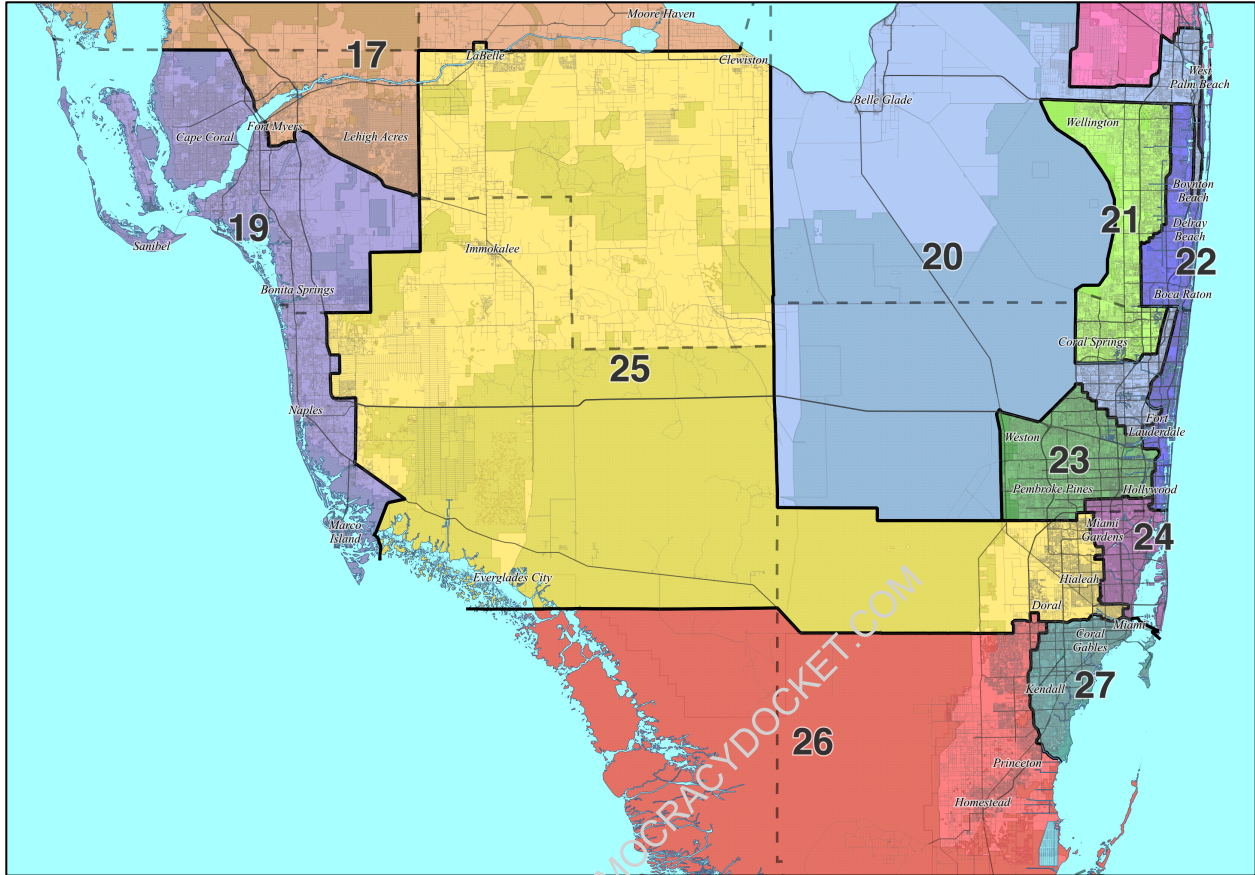 Moore Haven
17
LaBelle
Clewiston
West
Palm Beach
Belle Glade
Wellington
Cape Coral
Fort Myers
Lehigh Acres
Boynton
Beach
21
Delray
Beach
19
Sanibel
Immokalee
20
22
Bonita Springs
Boca Raton
Coral Springs
25
Naples
Fort
Lauderdale
Weston
23
Pembroke Pines
Hollywood
Marco
Island
Miami
Gardens
24
Everglades City
Hialeah
Doral
Miami
Coral
Gables
Kendall
27
26
Princeton
Homestead
MOCRACYDOCKET.COM